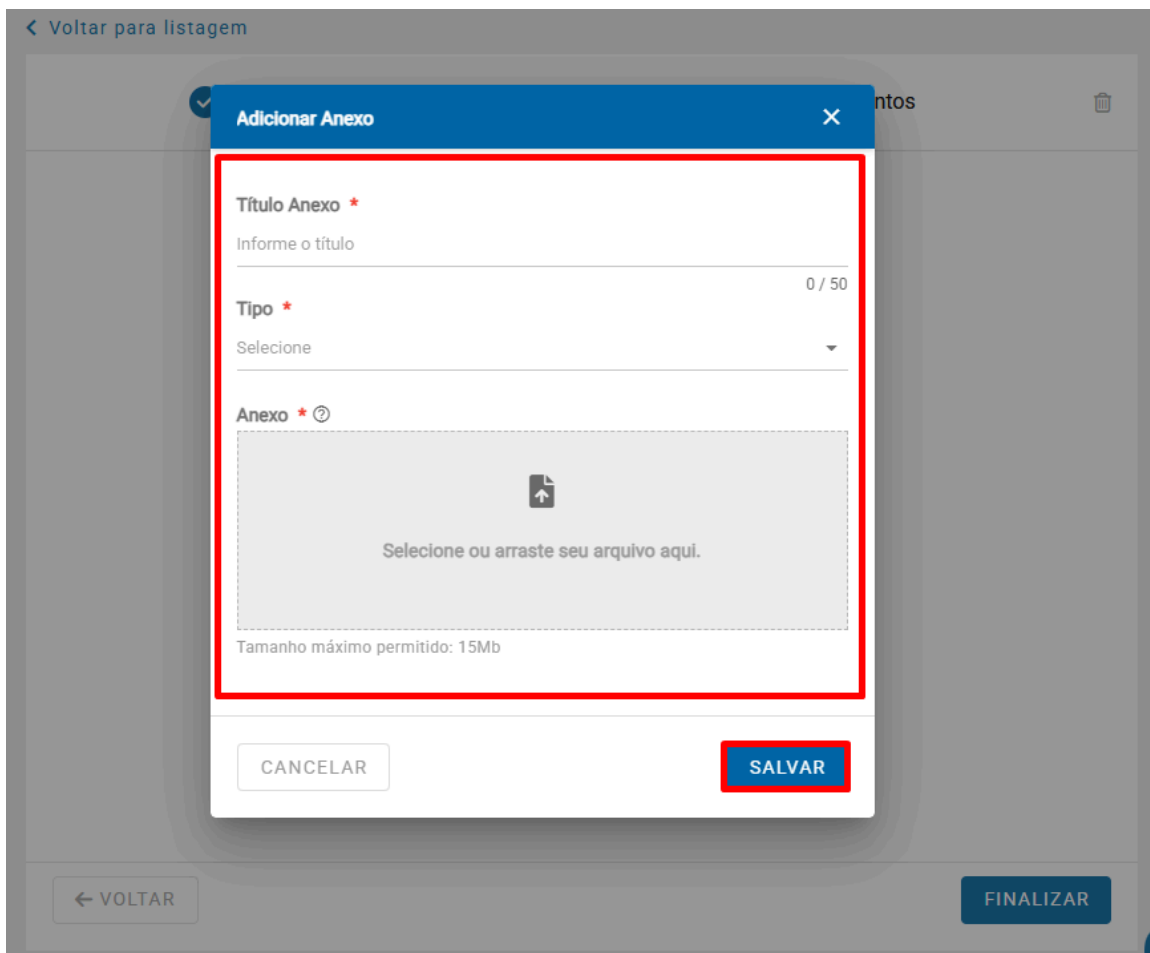 Voltar para listagem
ntos
Adicionar Anexo
Título Anexo *
Informe o título
0 / 50
Tipo *
Selecione
Anexo *
Selecione ou arraste seu arquivo aqui.
Tamanho máximo permitido: 15Mb
CANCELAR
SALVAR
VOLTAR
FINALIZAR